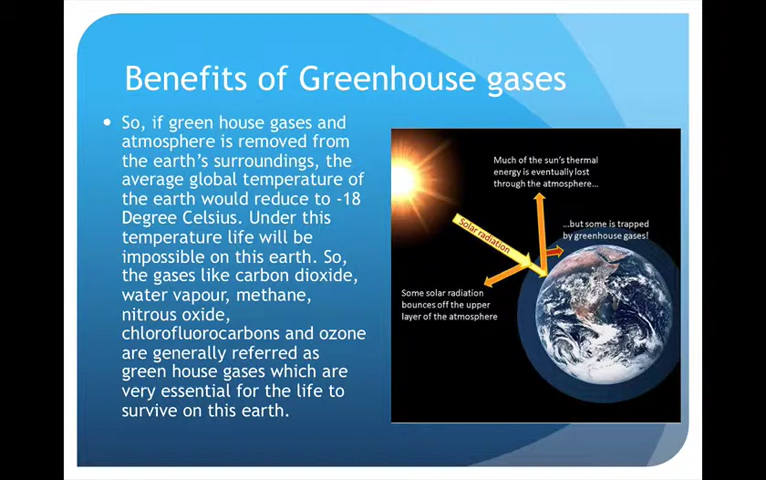 Benefits of Greenhouse gases
So, if green house gases and
atmosphere is removed from
the earth's surroundings, the
average global temperature of
the earth would reduce to -18
Degree Celsius. Under this
temperature life will be
impossible on this earth. So,
the gases like carbon dioxide,
water vapour, methane,
nitrous oxide,
chlorofluorocarbons and ozone
are generally referred as
green house gases which are
very essential for the life to
survive on this earth.
Much of the sun's thermal
energy is eventually lost
through the atmosphere...
...but some is trapped
by greenhouse gases!
Solar radiation
Some solar radiation
bounces off the upper
layer of the atmosphere